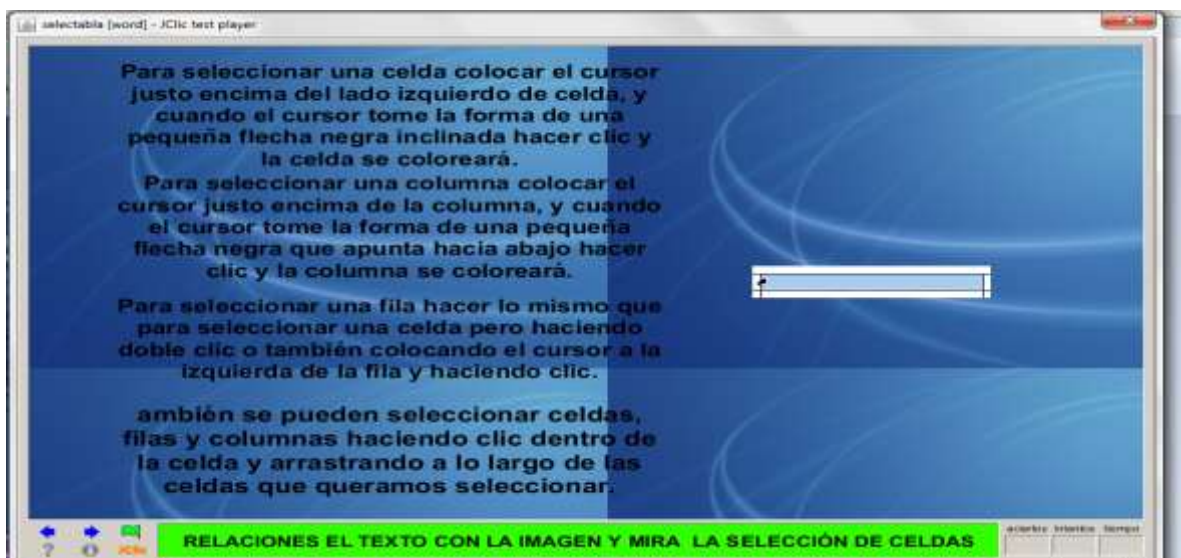 selectabla [word] - JClic test player
Para seleccionar una celda colocar el cursor
justo encima del lado izquierdo de celda, y
cuando el cursor tome la forma de una
pequeña flecha negra inclinada hacer clic y
la celda se coloreará.
Para seleccionar una columna colocar el
cursor justo encima de la columna, y cuando
el cursor tome la forma de una pequeña
flecha negra que apunta hacia abajo hacer
clic y la columna se coloreará.
Para seleccionar una fila hacer lo mismo que
para seleccionar una celda pero haciendo
doble clic o también colocando el cursor a la
izquierda de la fila y haciendo clic.
ambién se pueden seleccionar celdas,
filas y columnas haciendo clic dentro de
la celda y arrastrando a lo largo de las
celdas que queramos seleccionar.
RELACIONES EL TEXTO CON LA IMAGEN Y MIRA LA SELECCIÓN DE CELDAS
aciertos intentos tiempo
JClic